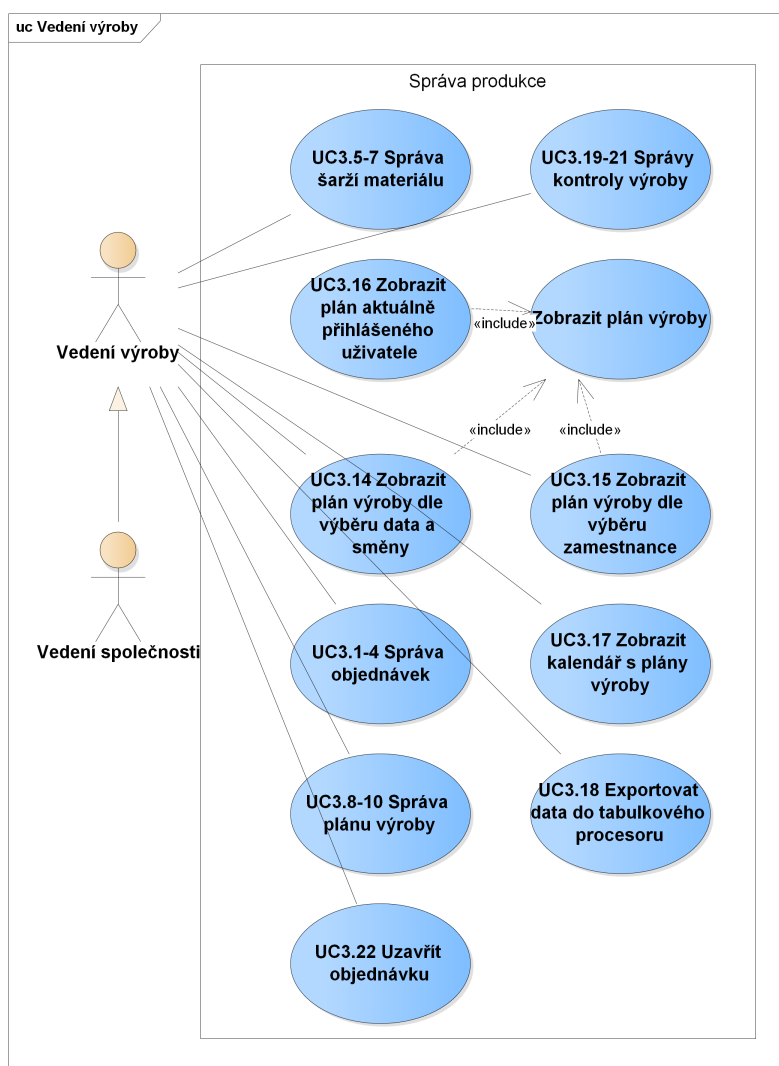 uc Vedení výroby
Správa produkce
UC3.5-7 Správa
šarží materiálu
UC3.19-21 Správy
kontroly výroby
Vedení výroby
UC3.16 Zobrazit
plán aktuálně
přihlášeného
uživatele
«include»
Zobrazit plán výroby
«include»
«include»
UC3.14 Zobrazit
plán výroby dle
výběru data a
směny
UC3.15 Zobrazit
plán výroby dle
výběru
zamestnance
Vedení společnosti
UC3.1-4 Správa
objednávek
UC3.17 Zobrazit
kalendář s plány
výroby
UC3.8-10 Správa
plánu výroby
UC3.18 Exportovat
data do tabulkového
procesoru
UC3.22 Uzavřít
objednávku